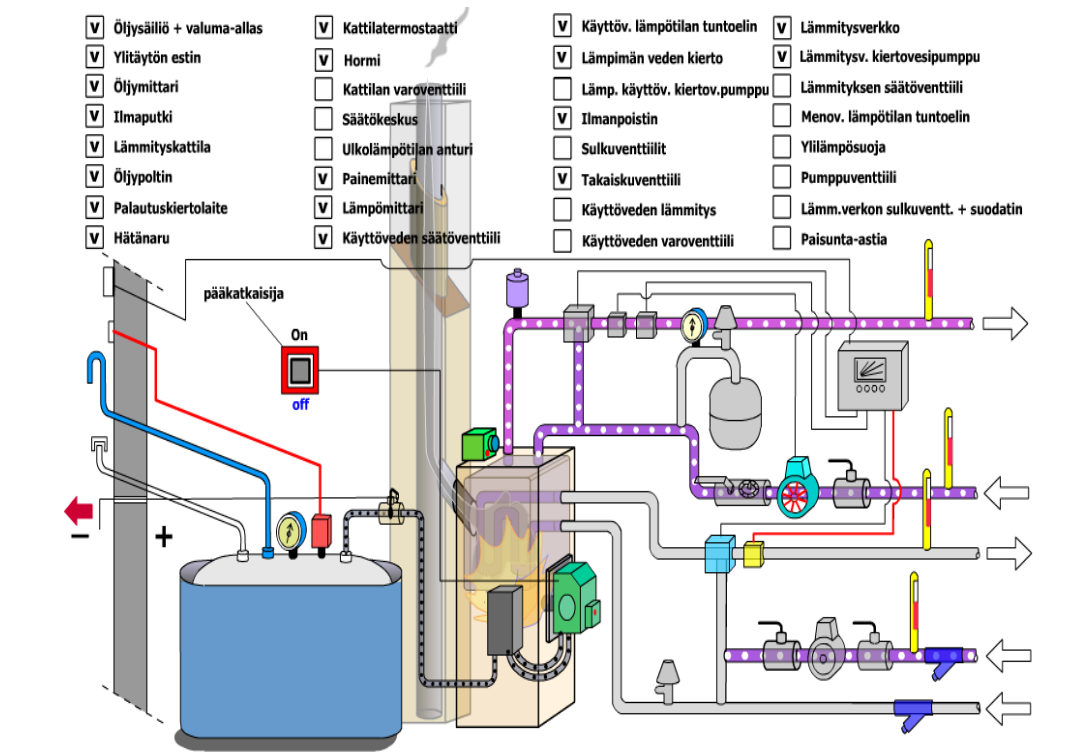 V Öljysäiliö + valuma-allas
V Ylitäytön estin
V Öljymittari
V Ilmaputki
V Lämmityskattila
V Öljypoltin
V Palautuskiertolaite
V Hätänaru
V Kattilatermostaatti
V Hormi
Kattilan varoventtiili
Säätökeskus
Ulkolämpötilan anturi
V Painemittari
V Lämpömittari
V Käyttöveden säätöventtiili
V Käyttöv. lämpötilan tuntoelin
V Lämpimän veden kierto
Lämp. käyttöv. kiertov.pumppu
V Ilmanpoistin
Sulkuventtiilit
V Takaiskuventtiili
Käyttöveden lämmitys
Käyttöveden varoventtiili
V Lämmitysverkko
V Lämmitysv. kiertovesipumppu
Lämmityksen säätöventtiili
Menov. lämpötilan tuntoelin
Ylilämpösuoja
Pumppuventtiili
Lämm.verkon sulkuventt. + suodatin
Paisunta-astia
pääkatkaisija
On
off
− +